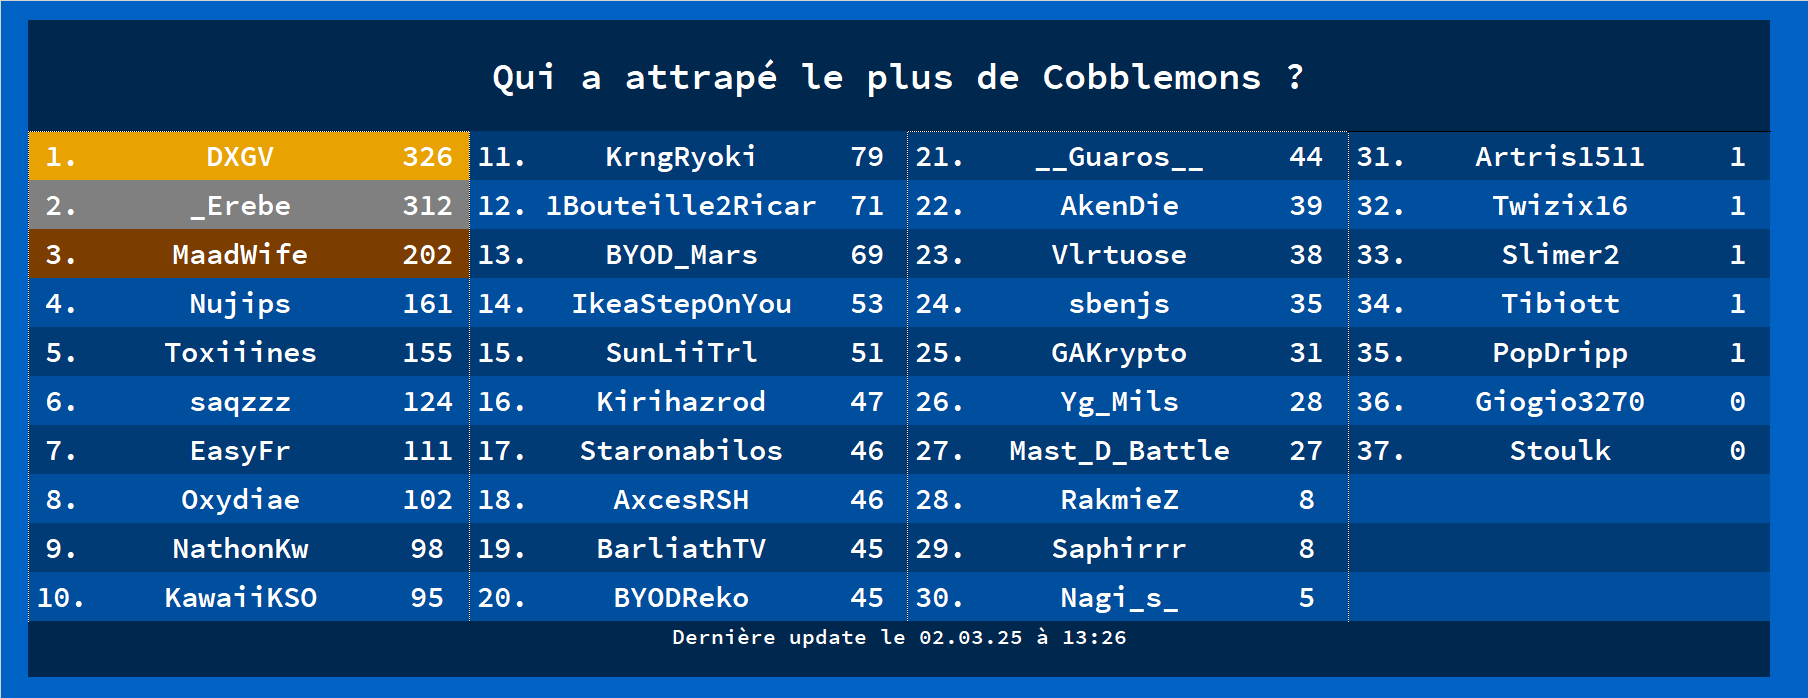 Qui a attrapé le plus de Cobblemons ?
1. DXGV 326
2. _Erebe 312
3. MaadWife 202
4. Nujips 161
5. Toxiiines 155
6. saqzzz 124
7. EasyFr 111
8. Oxydiae 102
9. NathonKw 98
10. KawaiiKSO 95
11. KrngRyoki 79
12. 1Bouteille2Ricar 71
13. BYOD_Mars 69
14. IkeaStepOnYou 53
15. SunLiiTrl 51
16. Kirihazrod 47
17. Staronabilos 46
18. AxcesRSH 46
19. BarliathTV 45
20. BYODReko 45
21. __Guaros__ 44
22. AkenDie 39
23. Vlrtuose 38
24. sbenjs 35
25. GAKrypto 31
26. Yg_Mils 28
27. Mast_D_Battle 27
28. RakmieZ 8
29. Saphirrr 8
30. Nagi_s_ 5
31. Artris1511 1
32. Twizix16 1
33. Slimer2 1
34. Tibiott 1
35. PopDripp 1
36. Giogio3270 0
37. Stoulk 0
Dernière update le 02.03.25 à 13:26